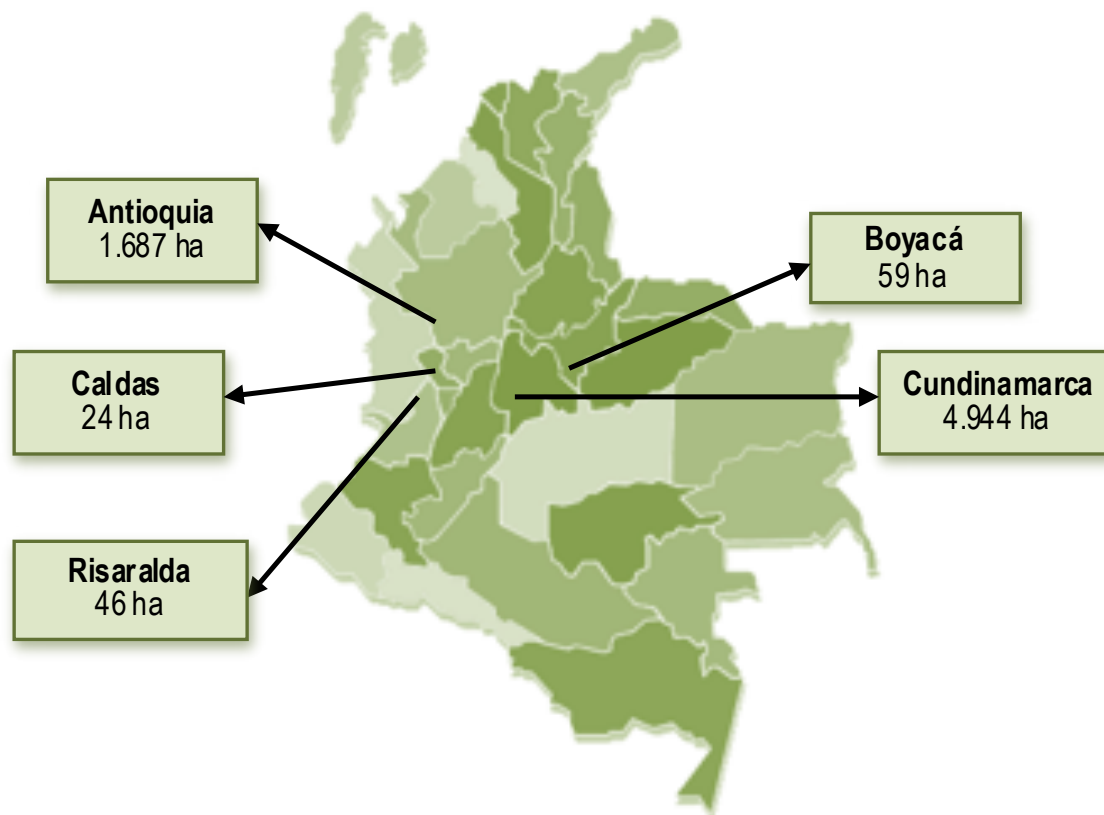 Antioquia
1.687 ha
Boyacá
59 ha
Caldas
24 ha
Cundinamarca
4.944 ha
Risaralda
46 ha